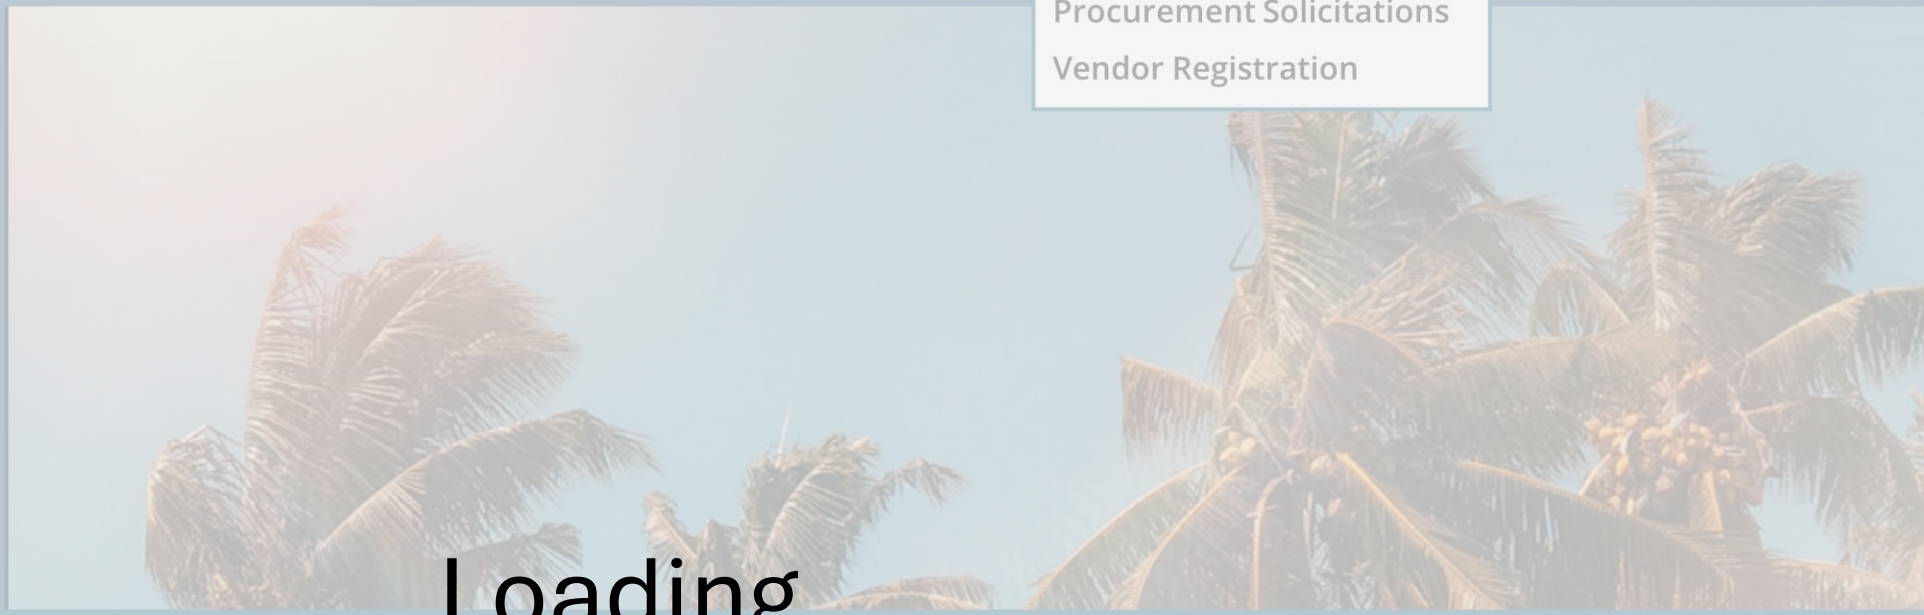 Procurement Solicitations
Vendor Registration
Loading